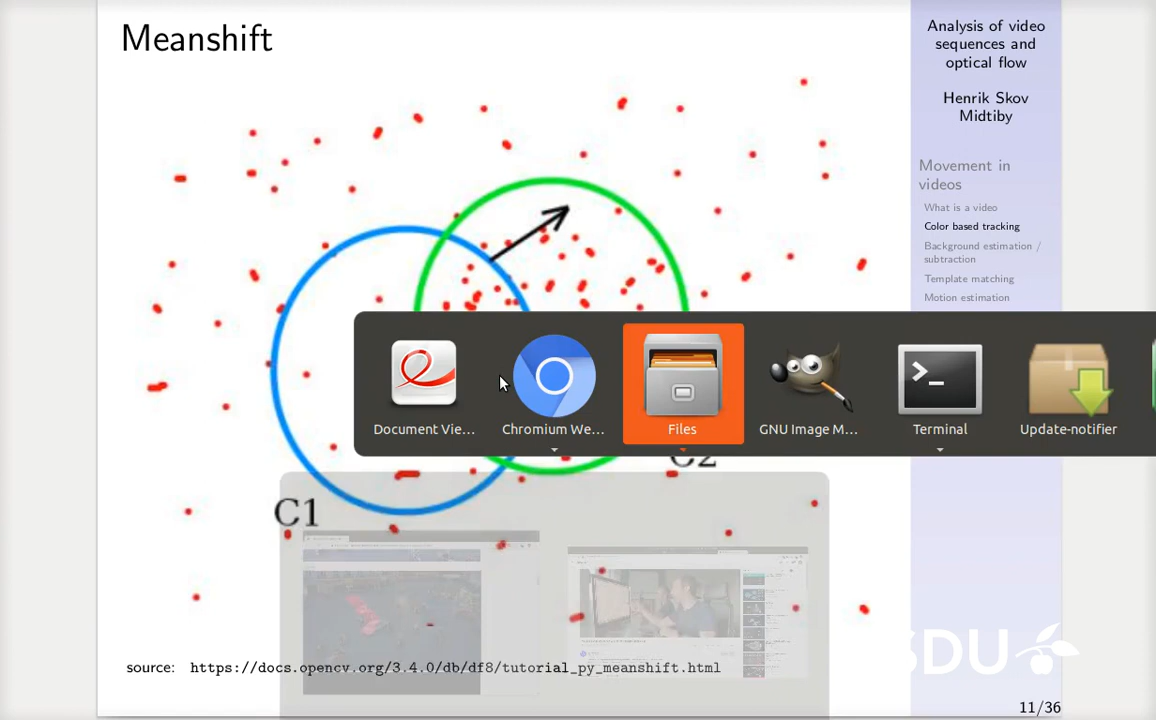 Meanshift
Analysis of video
sequences and
optical flow
Henrik Skov
Midtiby
Movement in
videos
What is a video
Color based tracking
Background estimation /
subtraction
Template matching
Motion estimation
Document Vie...
Chromium We...
Files
GNU Image M...
Terminal
Update-notifier
C2
C1
source: https://docs.opencv.org/3.4.0/db/df8/tutorial_py_meanshift.html
SDU
11/36